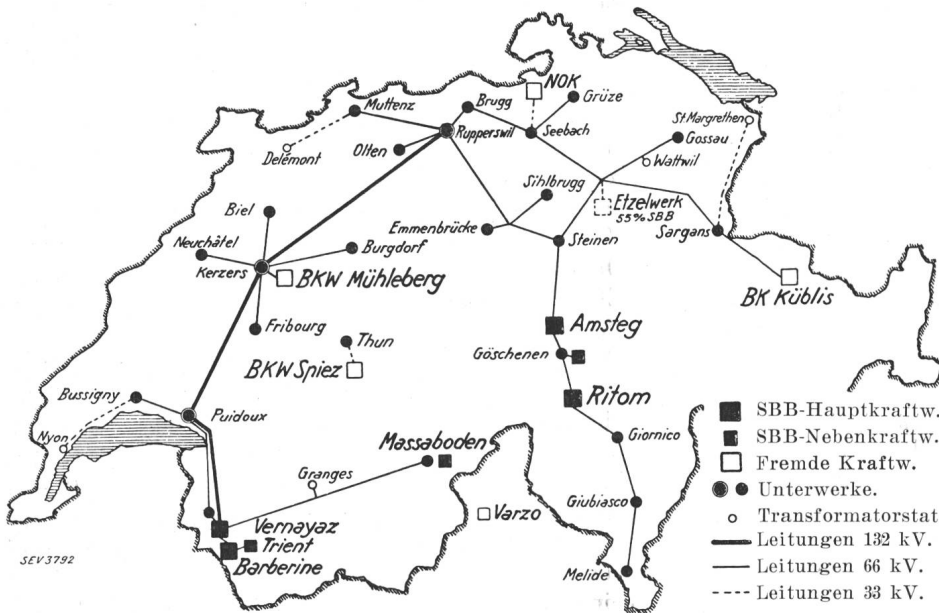 NOK
Muttenz
Brugg
Grüze
St Margrethen
Rupperswil
Seebach
Gossau
Delémont
Olten
Wattwil
Sihlbrugg
Etzelwerk
55% SBB
Biel
Emmenbrücke
Steinen
Sargans
Neuchâtel
Burgdorf
Kerzers
BKW Mühleberg
BK Küblis
Fribourg
Amsteg
Thun
Göschenen
BKW Spiez
Bussigny
Ritom
Puidoux
Nyon
Massaboden
Giornico
Granges
Varzo
Giubiasco
Vernayaz
Trient
Barberine
Melide
SEV 3792
SBB-Hauptkraftw.
SBB-Nebenkraftw.
Fremde Kraftw.
Unterwerke.
Transformatorstat
Leitungen 132 kV.
Leitungen 66 kV.
Leitungen 33 kV.